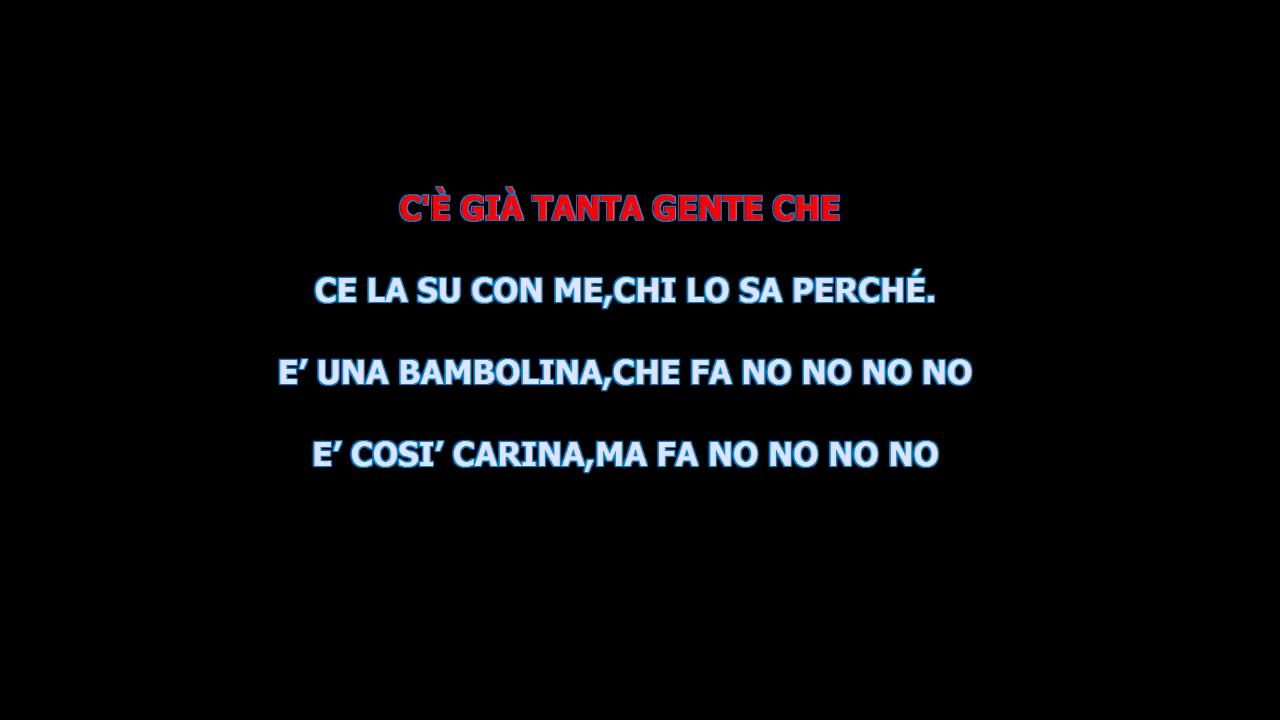 C'È GIÀ TANTA GENTE CHE
CE LA SU CON ME,CHI LO SA PERCHÉ.
E’ UNA BAMBOLINA,CHE FA NO NO NO NO
E’ COSI’ CARINA,MA FA NO NO NO NO